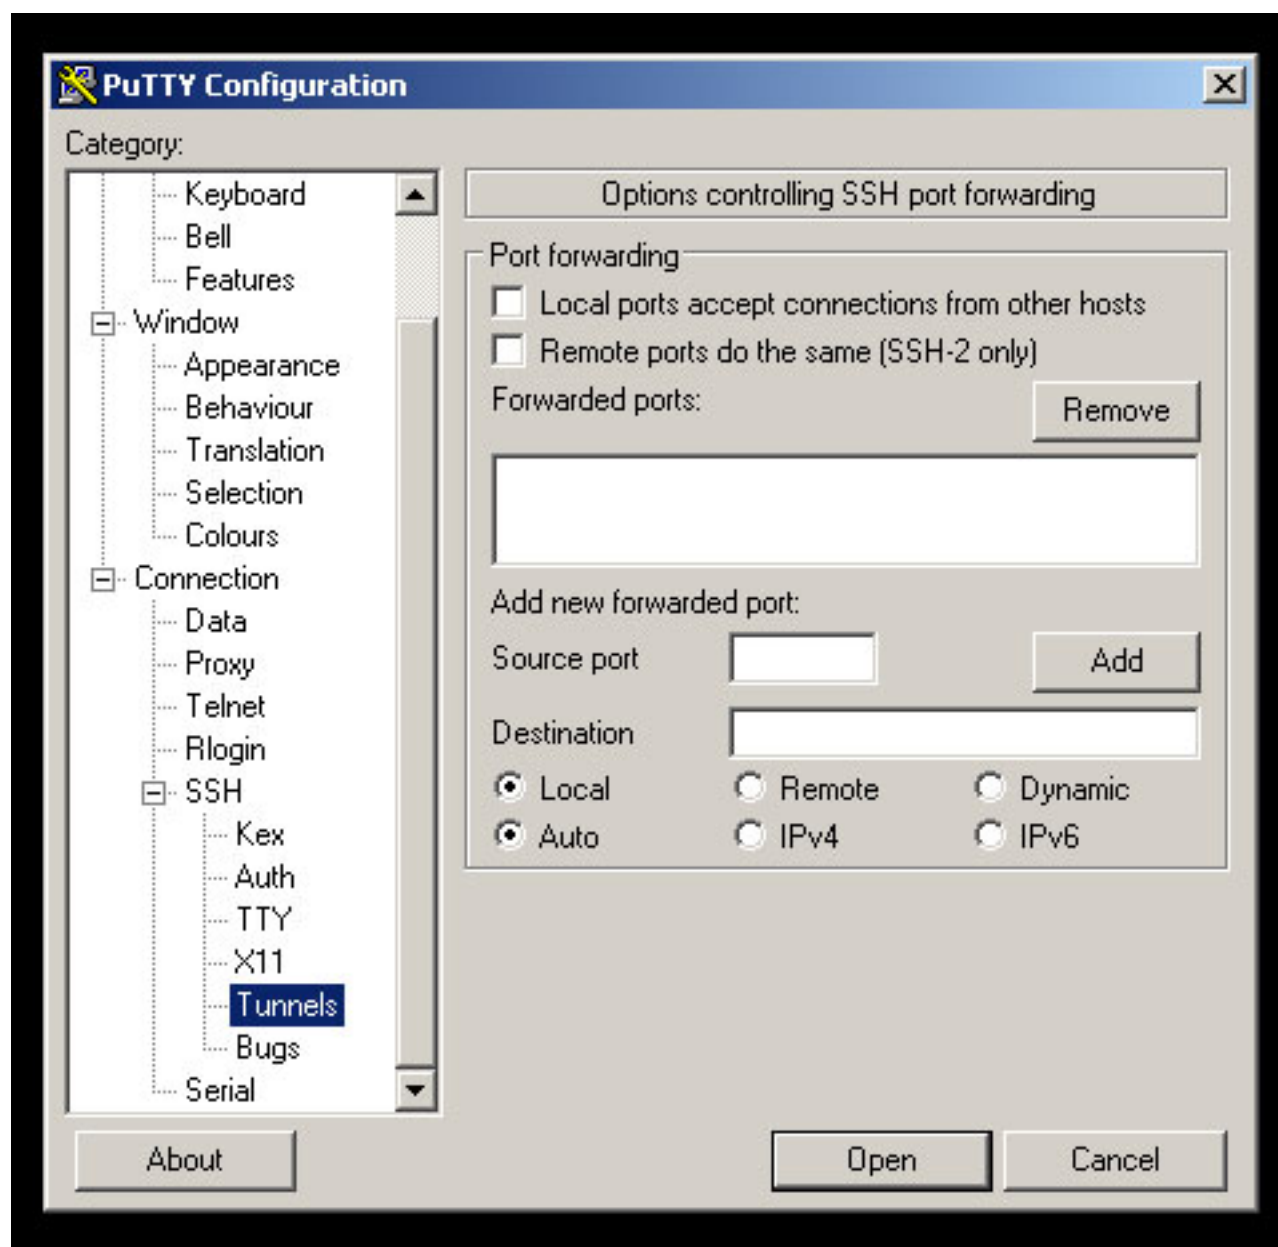 PuTTY Configuration
Category:
Keyboard
Bell
Features
Window
Appearance
Behaviour
Translation
Selection
Colours
Connection
Data
Proxy
Telnet
Rlogin
SSH
Kex
Auth
TTY
X11
Tunnels
Bugs
Serial
Options controlling SSH port forwarding
Port forwarding
Local ports accept connections from other hosts
Remote ports do the same (SSH-2 only)
Forwarded ports:
Remove
Add new forwarded port:
Source port
Add
Destination
Local Remote Dynamic
Auto IPv4 IPv6
About
Open
Cancel